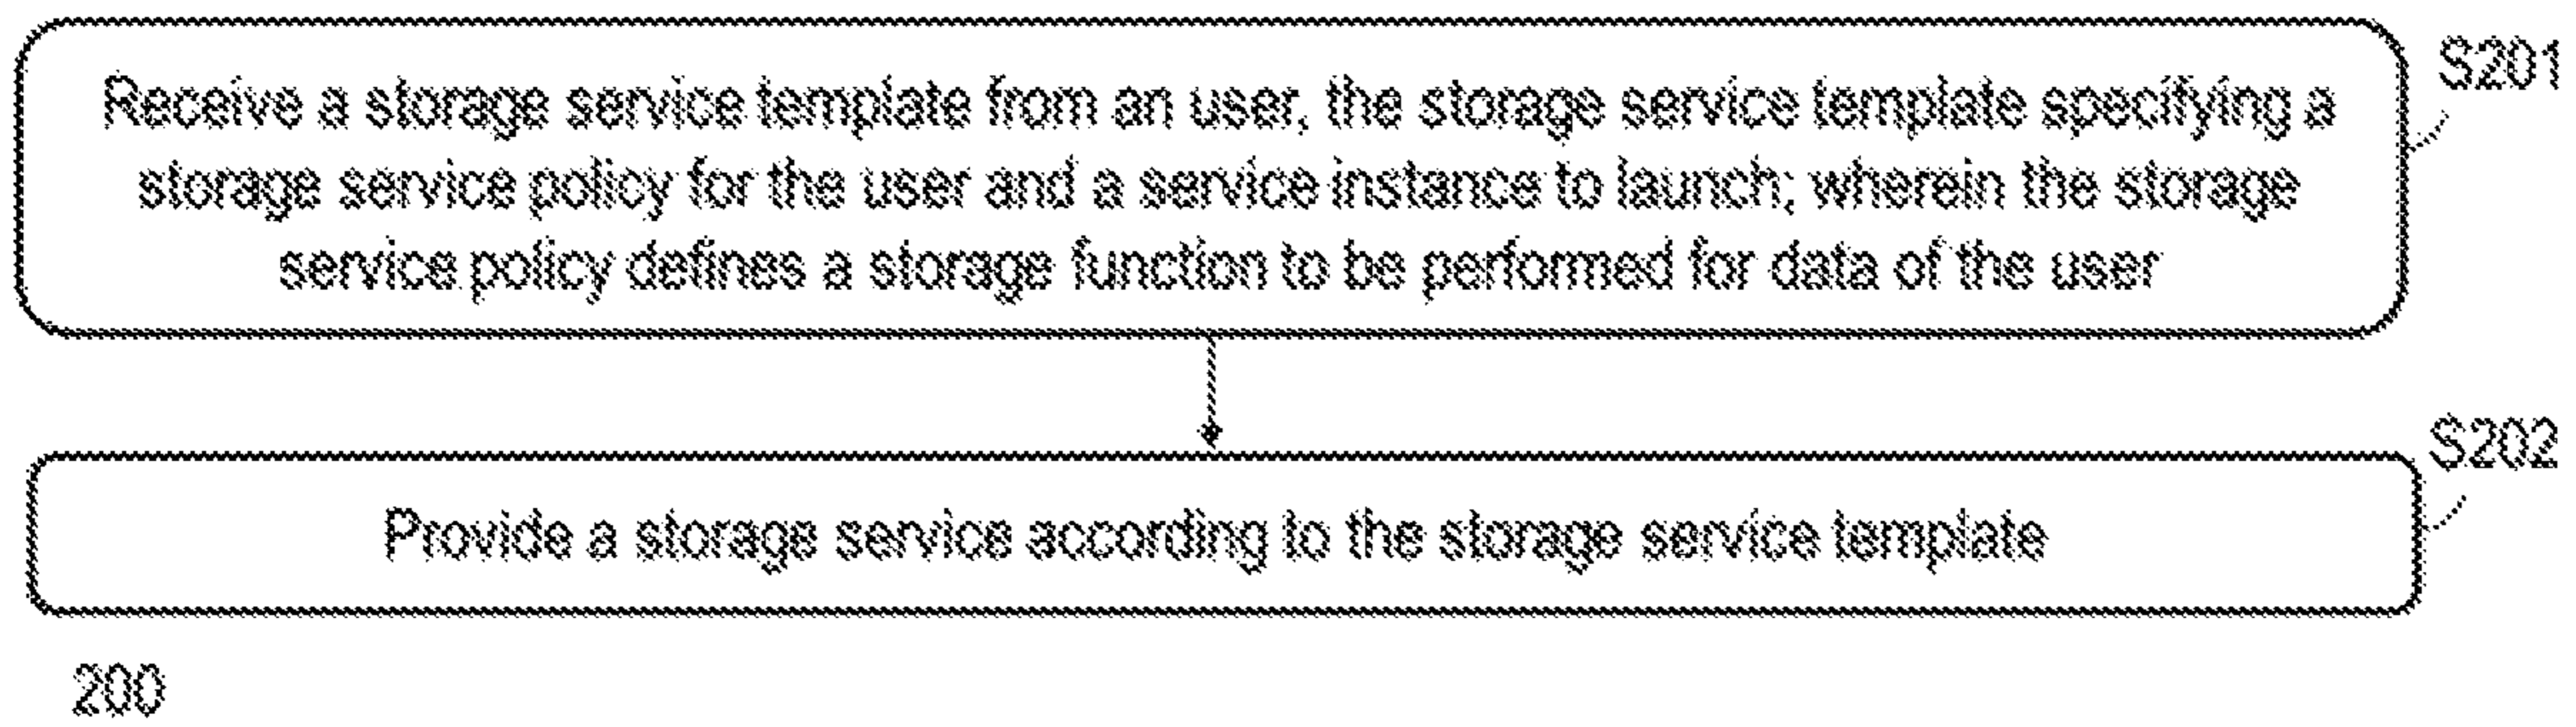 S201
Receive a storage service template from an user, the storage service template specifying a
storage service policy for the user and a service instance to launch; wherein the storage
service policy defines a storage function to be performed for data of the user
S202
Provide a storage service according to the storage service template
200